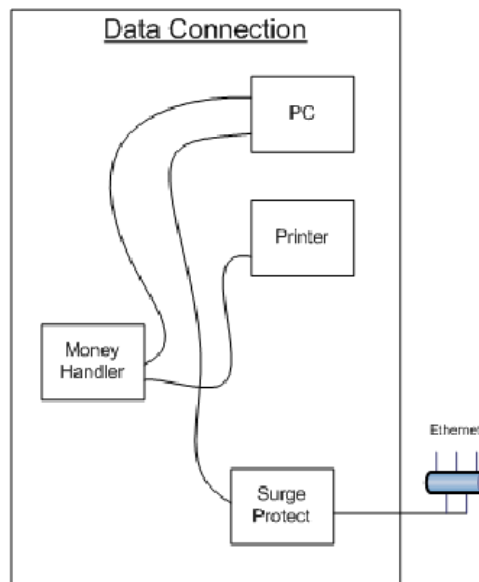 Data Connection
PC
Printer
Money
Handler
Ethernet
Surge
Protect